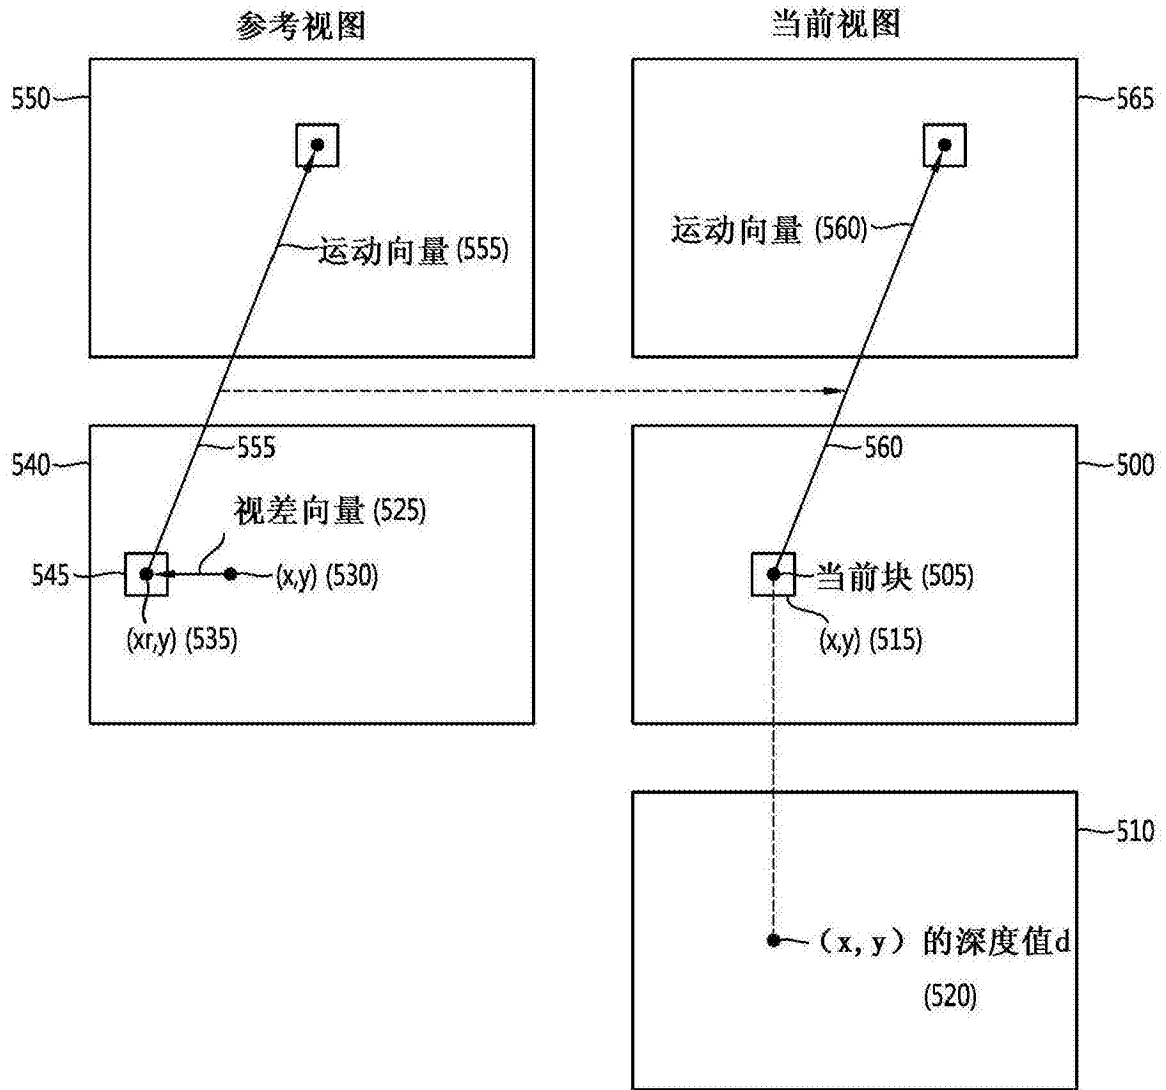 参考视图
当前视图
550
565
运动向量 (555)
运动向量 (560)
540
555
560
500
视差向量 (525)
545
(x,y) (530)
当前块 (505)
(xr,y) (535)
(x,y) (515)
510
（x, y）的深度值d
(520)